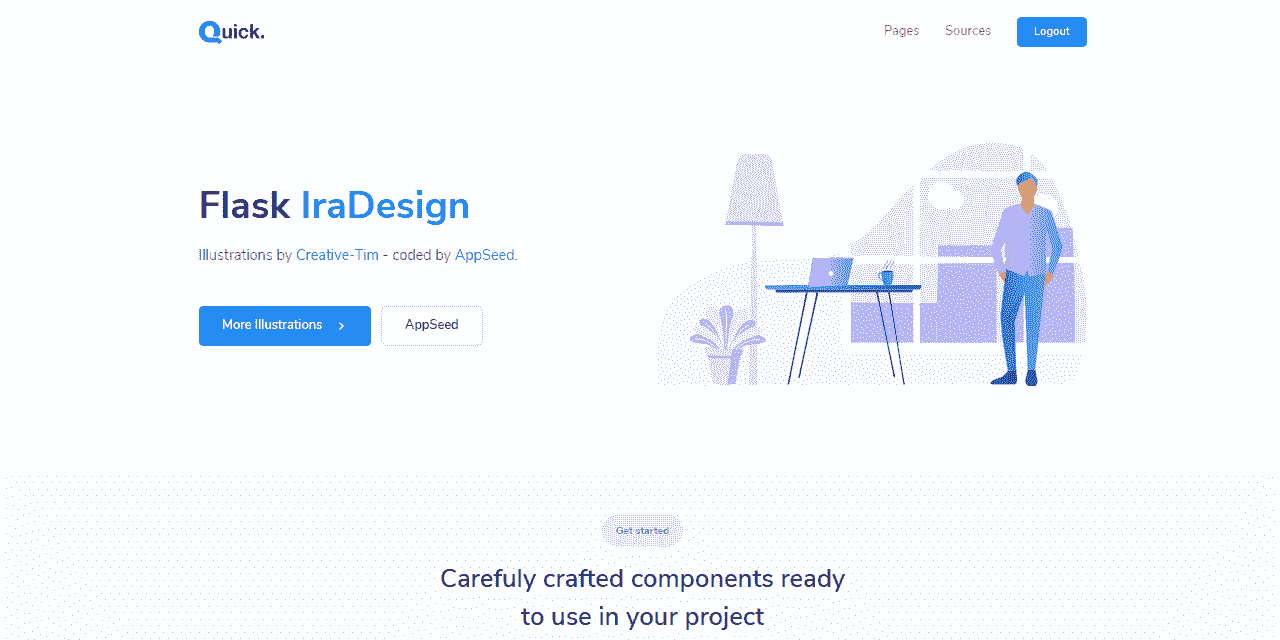 Quick.
Pages Sources Logout
Flask IraDesign
Illustrations by Creative-Tim - coded by AppSeed.
More Illustrations AppSeed
Get started
Carefuly crafted components ready
to use in your project